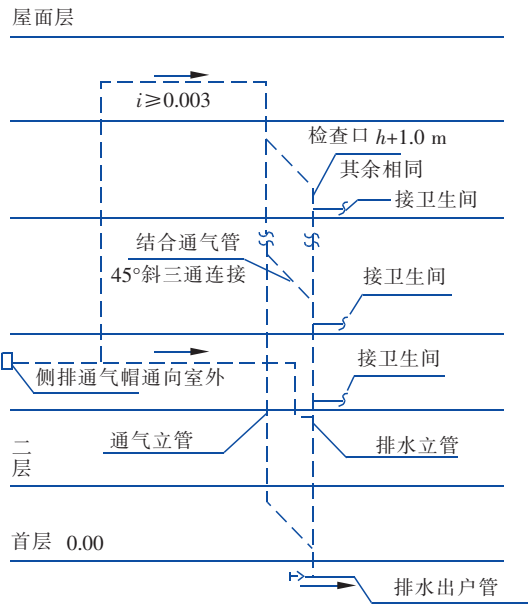 屋面层
i≥0.003
检查口 h+1.0 m
其余相同
接卫生间
结合通气管
45°斜三通连接
接卫生间
接卫生间
侧排通气帽通向室外
通气立管
排水立管
二
层
首层 0.00
排水出户管